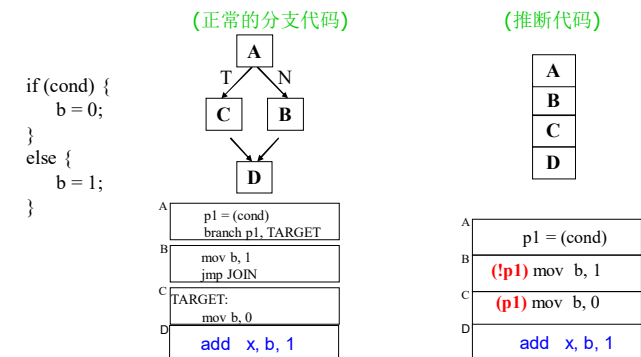 (正常的分支代码)
(推断代码)
if (cond) {
b = 0;
}
else {
b = 1;
}
A
T
N
C
B
D
A
B
C
D
A
p1 = (cond)
branch p1, TARGET
B
mov b, 1
jmp JOIN
C
TARGET:
mov b, 0
D
add x, b, 1
A
p1 = (cond)
B
(!p1) mov b, 1
C
(p1) mov b, 0
D
add x, b, 1